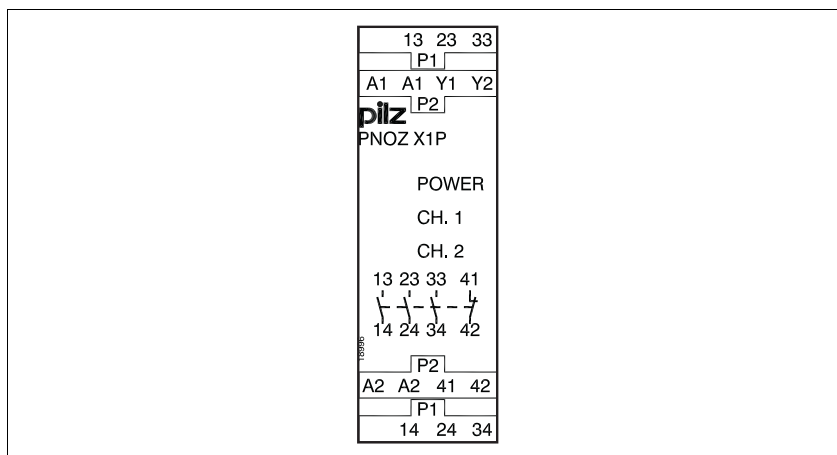 13 23 33
P1
A1 A1 Y1 Y2
P2
pilz
PNOZ X1P
POWER
CH. 1
CH. 2
13 23 33 41
14 24 34 42
18996
P2
A2 A2 41 42
P1
14 24 34